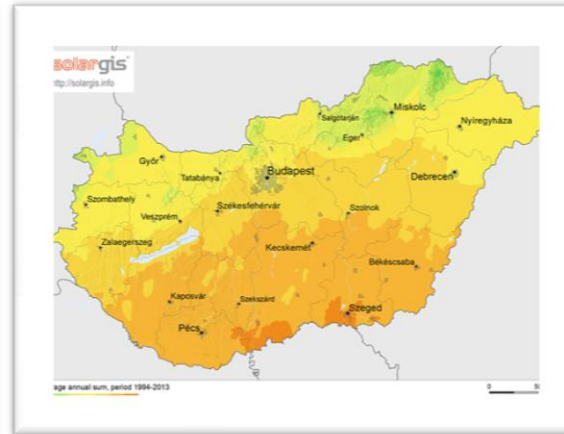 solargis
http://solargis.info
Miskolc
Salgótarján
Nyíregyháza
Eger
Győr
Budapest
Debrecen
Tatabánya
Szombathely
Székesfehérvár
Szolnok
Veszprém
Zalaegerszeg
Kecskemét
Békéscsaba
Kaposvár
Szekszárd
Szeged
Pécs
age annual sum, period 1994-2013
0